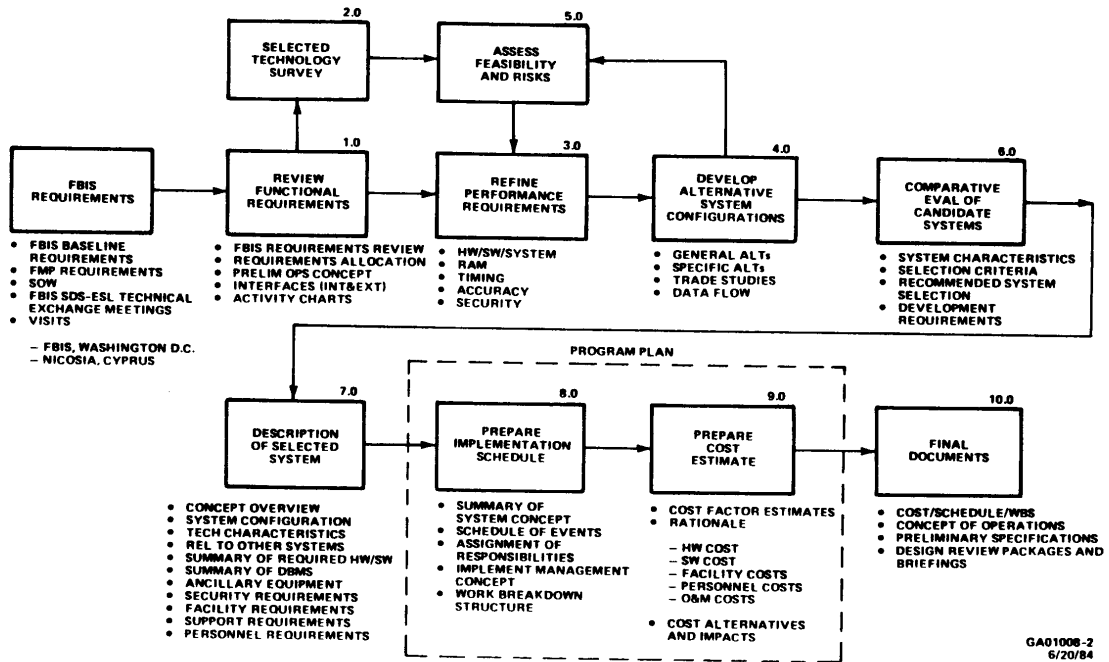 2.0
SELECTED
TECHNOLOGY
SURVEY
5.0
ASSESS
FEASIBILITY
AND RISKS
FBIS
REQUIREMENTS
• FBIS BASELINE
REQUIREMENTS
• FMP REQUIREMENTS
• SOW
• FBIS SDS-ESL TECHNICAL
EXCHANGE MEETINGS
• VISITS
– FBIS, WASHINGTON D.C.
– NICOSIA, CYPRUS
1.0
REVIEW
FUNCTIONAL
REQUIREMENTS
• FBIS REQUIREMENTS REVIEW
• REQUIREMENTS ALLOCATION
• PRELIM OPS CONCEPT
• INTERFACES (INT&EXT)
• ACTIVITY CHARTS
3.0
REFINE
PERFORMANCE
REQUIREMENTS
• HW/SW/SYSTEM
• RAM
• TIMING
• ACCURACY
• SECURITY
4.0
DEVELOP
ALTERNATIVE
SYSTEM
CONFIGURATIONS
• GENERAL ALTs
• SPECIFIC ALTs
• TRADE STUDIES
• DATA FLOW
6.0
COMPARATIVE
EVAL OF
CANDIDATE
SYSTEMS
• SYSTEM CHARACTERISTICS
• SELECTION CRITERIA
• RECOMMENDED SYSTEM
SELECTION
• DEVELOPMENT
REQUIREMENTS
PROGRAM PLAN
7.0
DESCRIPTION
OF SELECTED
SYSTEM
• CONCEPT OVERVIEW
• SYSTEM CONFIGURATION
• TECH CHARACTERISTICS
• REL TO OTHER SYSTEMS
• SUMMARY OF REQUIRED HW/SW
• SUMMARY OF DBMS
• ANCILLARY EQUIPMENT
• SECURITY REQUIREMENTS
• FACILITY REQUIREMENTS
• SUPPORT REQUIREMENTS
• PERSONNEL REQUIREMENTS
8.0
PREPARE
IMPLEMENTATION
SCHEDULE
• SUMMARY OF
SYSTEM CONCEPT
• SCHEDULE OF EVENTS
• ASSIGNMENT OF
RESPONSIBILITIES
• IMPLEMENT MANAGEMENT
CONCEPT
• WORK BREAKDOWN
STRUCTURE
9.0
PREPARE
COST
ESTIMATE
• COST FACTOR ESTIMATES
• RATIONALE
– HW COST
– SW COST
– FACILITY COSTS
– PERSONNEL COSTS
– O&M COSTS
• COST ALTERNATIVES
AND IMPACTS
10.0
FINAL
DOCUMENTS
• COST/SCHEDULE/WBS
• CONCEPT OF OPERATIONS
• PRELIMINARY SPECIFICATIONS
• DESIGN REVIEW PACKAGES AND
BRIEFINGS
GA01008-2
6/20/84